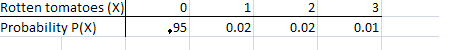 Rotten tomatoes (X) 0 1 2 3
Probability P(X) .95 0.02 0.02 0.01